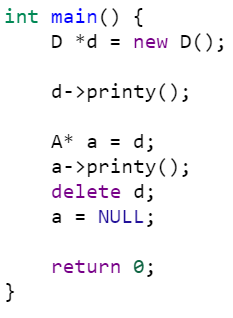 int main() {
    D *d = new D();

    d->printy();

    A* a = d;
    a->printy();
    delete d;
    a = NULL;

    return 0;
}